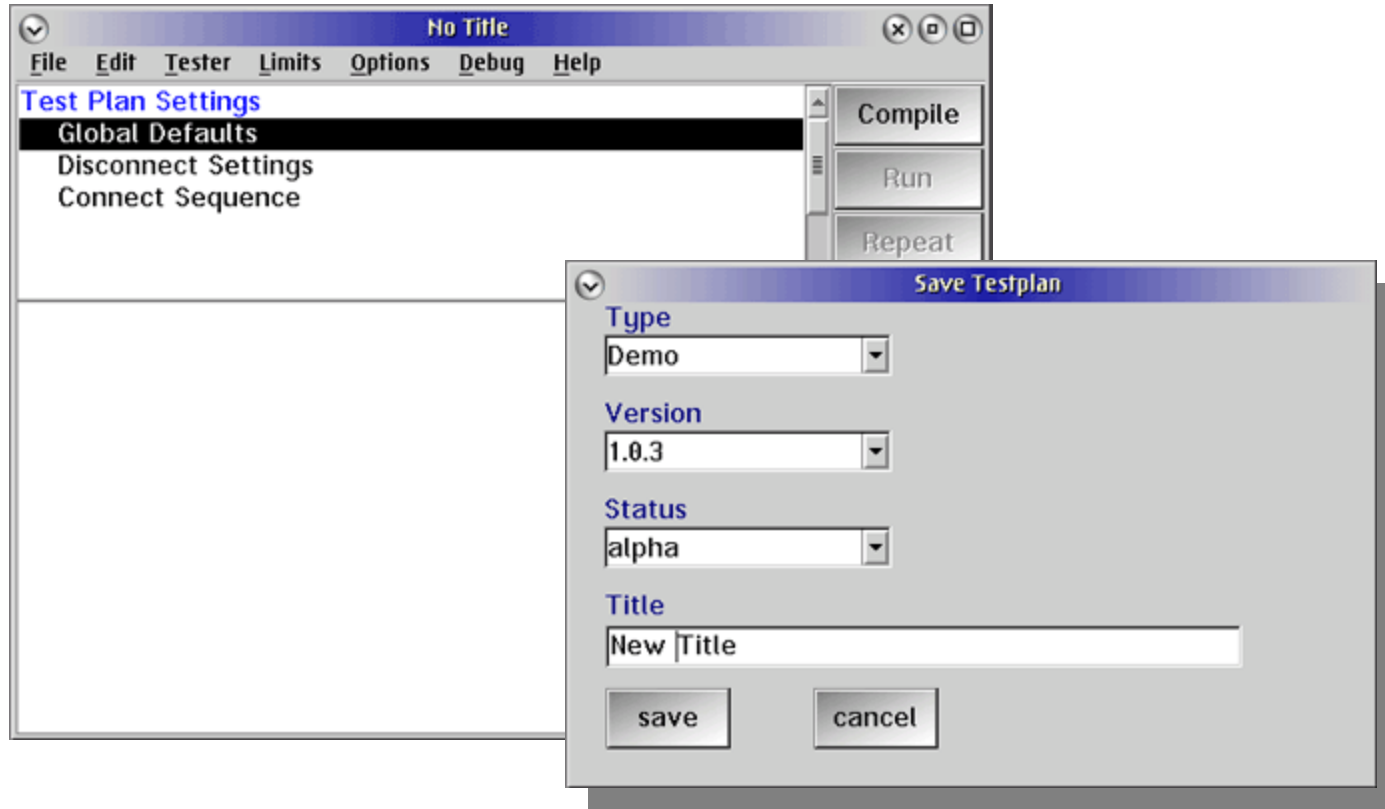 No Title
File Edit Tester Limits Options Debug Help
Test Plan Settings
Global Defaults
Disconnect Settings
Connect Sequence
Compile
Run
Repeat
Save Testplan
Type
Demo
Version
1.0.3
Status
alpha
Title
New Title
save cancel